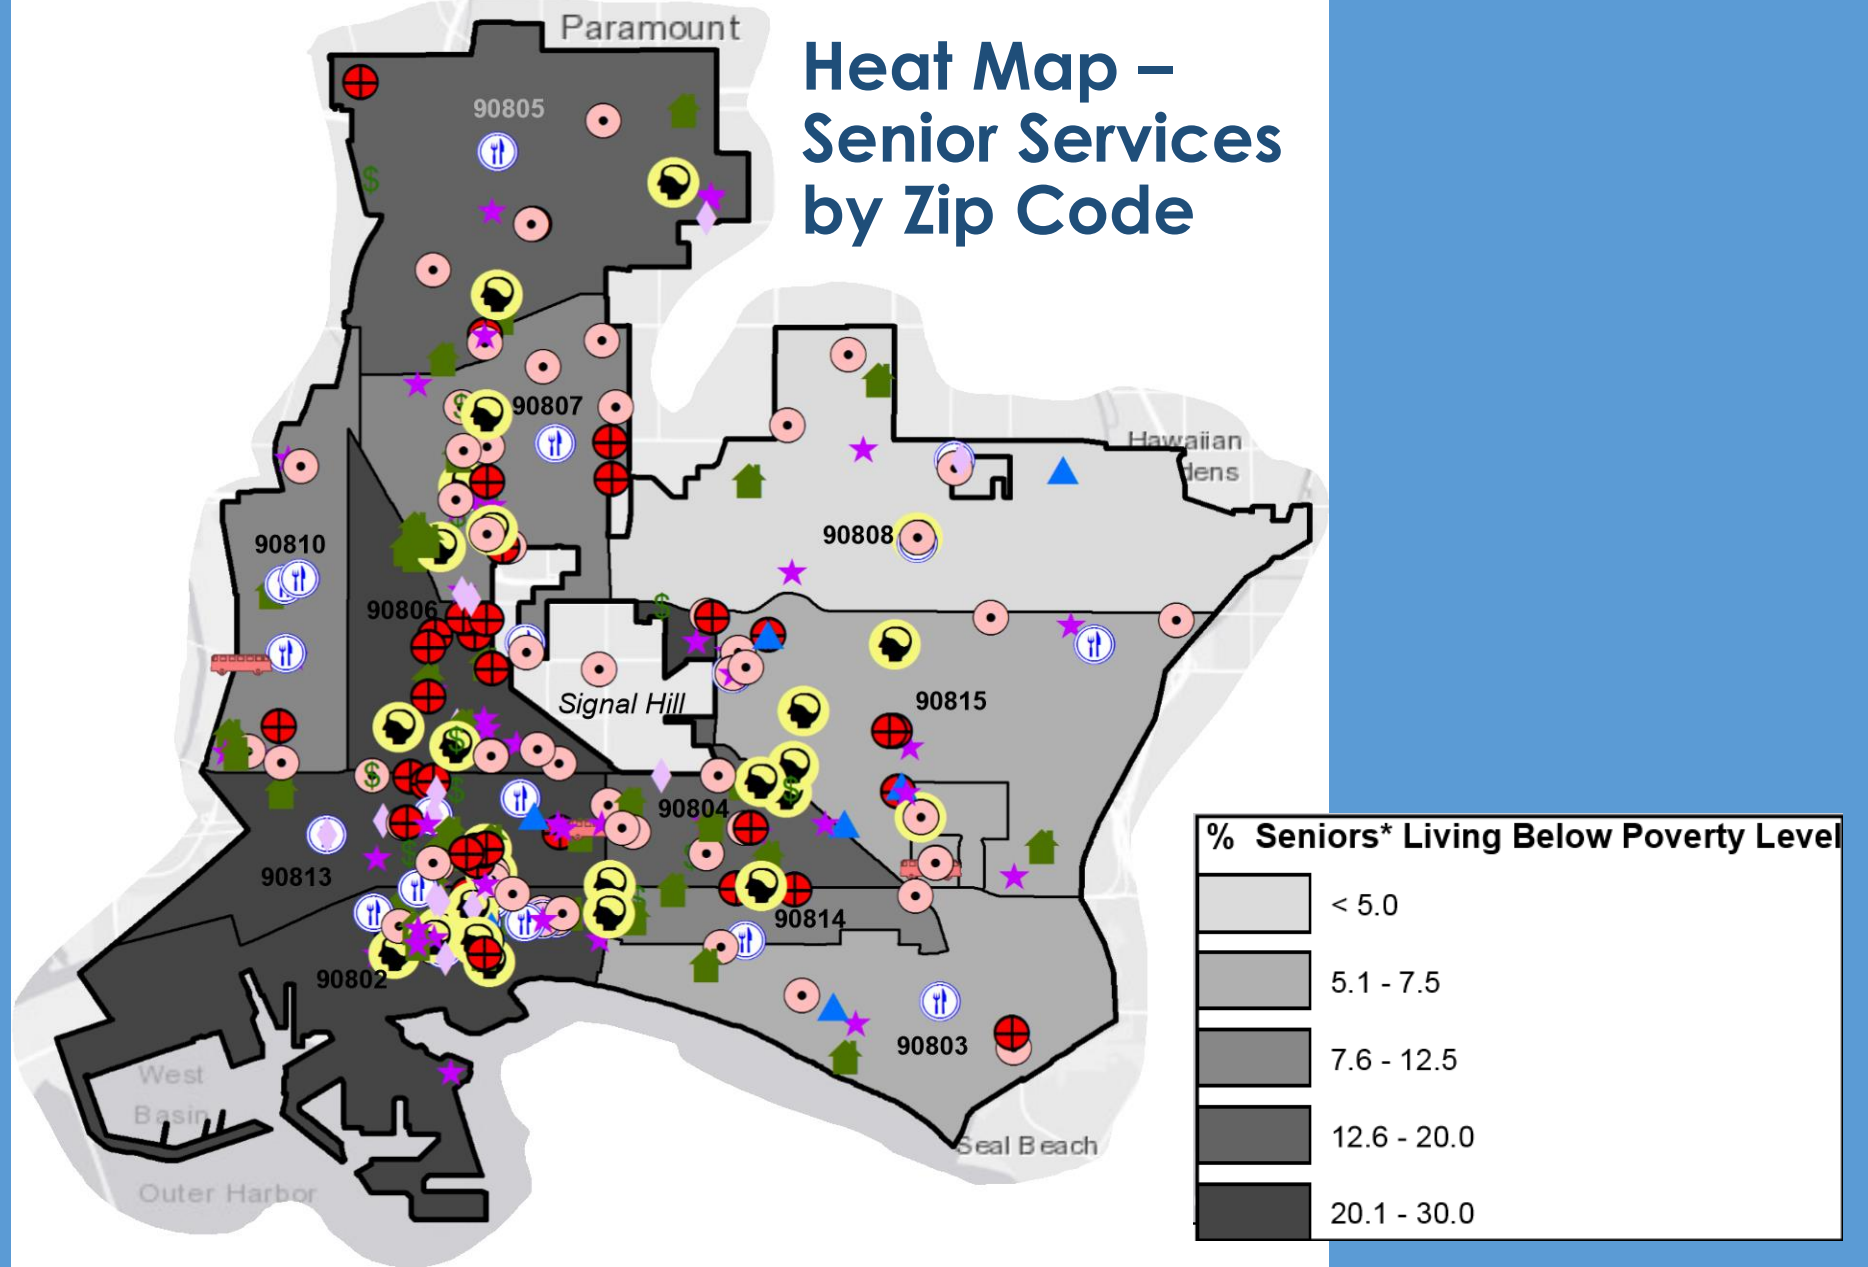 Paramount
Heat Map –
Senior Services
by Zip Code
90805
90807
Hawaiian
dens
90808
90810
90806
Signal Hill
90815
90804
90813
90814
90802
90803
West
Basin
Outer Harbor
Seal Beach
% Seniors* Living Below Poverty Level
< 5.0
5.1 - 7.5
7.6 - 12.5
12.6 - 20.0
20.1 - 30.0